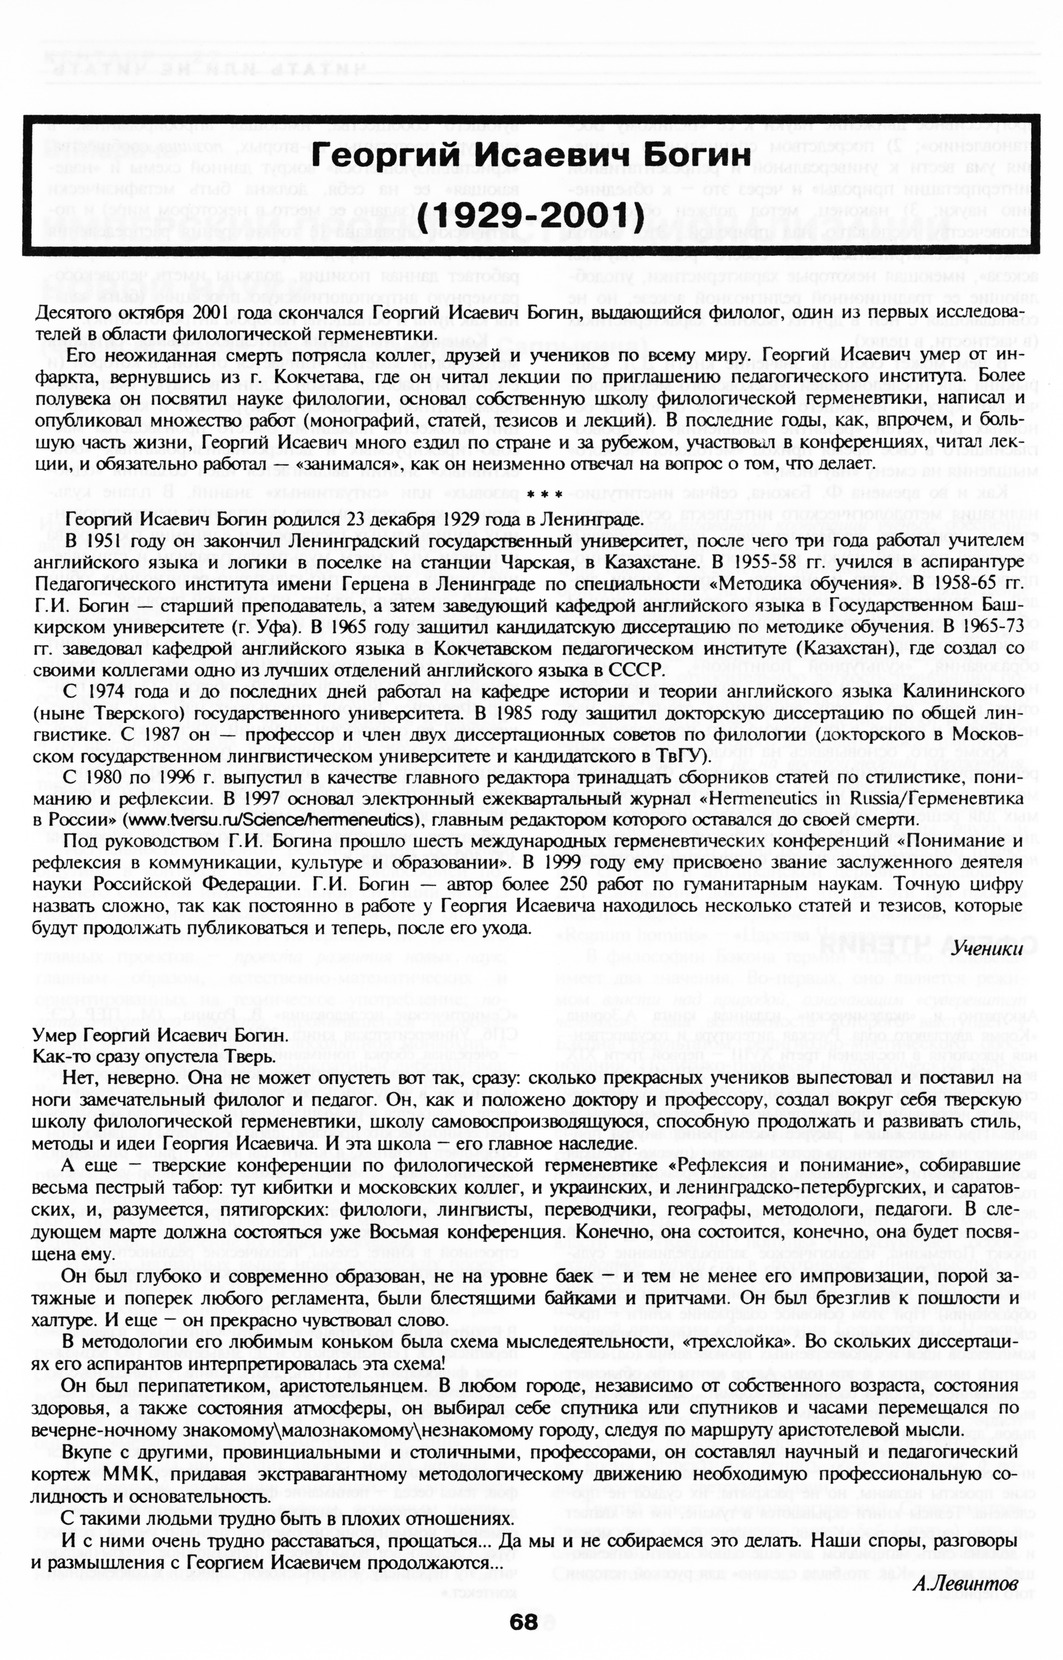 Георгий Исаевич Богин
(1929-2001)
Десятого октября 2001 года скончался Георгий Исаевич Богин, выдающийся филолог, один из первых исследова-
телей в области филологической герменевтики.
Его неожиданная смерть потрясла коллег, друзей и учеников по всему миру. Георгий Исаевич умер от ин-
фаркта, вернувшись из г. Кокчетава, где он читал лекции по приглашению педагогического института. Более
полувека он посвятил науке филологии, основал собственную школу филологической герменевтики, написал и
опубликовал множество работ (монографий, статей, тезисов и лекций). В последние годы, как, впрочем, и боль-
шую часть жизни, Георгий Исаевич много ездил по стране и за рубежом, участвовал в конференциях, читал лек-
ции, и обязательно работал — «занимался», как он неизменно отвечал на вопрос о том, что делает.
* * *
Георгий Исаевич Богин родился 23 декабря 1929 года в Ленинграде.
В 1951 году он закончил Ленинградский государственный университет, после чего три года работал учителем
английского языка и логики в поселке на станции Чарская, в Казахстане. В 1955-58 гг. учился в аспирантуре
Педагогического института имени Герцена в Ленинграде по специальности «Методика обучения». В 1958-65 гг.
Г.И. Богин — старший преподаватель, а затем заведующий кафедрой английского языка в Государственном Баш-
кирском университете (г. Уфа). В 1965 году защитил кандидатскую диссертацию по методике обучения. В 1965-73
гг. заведовал кафедрой английского языка в Кокчетавском педагогическом институте (Казахстан), где создал со
своими коллегами одно из лучших отделений английского языка в СССР.
С 1974 года и до последних дней работал на кафедре истории и теории английского языка Калининского
(ныне Тверского) государственного университета. В 1985 году защитил докторскую диссертацию по общей лин-
гвистике. С 1987 он — профессор и член двух диссертационных советов по филологии (докторского в Москов-
ском государственном лингвистическом университете и кандидатского в ТвГУ).
С 1980 по 1996 г. выпустил в качестве главного редактора тринадцать сборников статей по стилистике, пони-
манию и рефлексии. В 1997 основал электронный ежеквартальный журнал «Hermeneutics in Russia/Герменевтика
в России» (www.tversu.ru/Science/hermeneutics), главным редактором которого оставался до своей смерти.
Под руководством Г.И. Богина прошло шесть международных герменевтических конференций «Понимание и
рефлексия в коммуникации, культуре и образовании». В 1999 году ему присвоено звание заслуженного деятеля
науки Российской Федерации. Г.И. Богин — автор более 250 работ по гуманитарным наукам. Точную цифру
назвать сложно, так как постоянно в работе у Георгия Исаевича находилось несколько статей и тезисов, которые
будут продолжать публиковаться и теперь, после его ухода.
Ученики
Умер Георгий Исаевич Богин.
Как-то сразу опустела Тверь.
Нет, неверно. Она не может опустеть вот так, сразу: сколько прекрасных учеников выпестовал и поставил на
ноги замечательный филолог и педагог. Он, как и положено доктору и профессору, создал вокруг себя тверскую
школу филологической герменевтики, школу самовоспроизводящуюся, способную продолжать и развивать стиль,
методы и идеи Георгия Исаевича. И эта школа – его главное наследие.
А еще – тверские конференции по филологической герменевтике «Рефлексия и понимание», собиравшие
весьма пестрый табор: тут кибитки и московских коллег, и украинских, и ленинградско-петербургских, и саратов-
ских, и, разумеется, пятигорских: филологи, лингвисты, переводчики, географы, методологи, педагоги. В сле-
дующем марте должна состояться уже Восьмая конференция. Конечно, она состоится, конечно, она будет посвя-
щена ему.
Он был глубоко и современно образован, не на уровне баек – и тем не менее его импровизации, порой за-
тяжные и поперек любого регламента, были блестящими байками и притчами. Он был брезглив к пошлости и
халтуре. И еще – он прекрасно чувствовал слово.
В методологии его любимым коньком была схема мыследеятельности, «трехслойка». Во скольких диссертаци-
ях его аспирантов интерпретировалась эта схема!
Он был перипатетиком, аристотельянцем. В любом городе, независимо от собственного возраста, состояния
здоровья, а также состояния атмосферы, он выбирал себе спутника или спутников и часами перемещался по
вечерне-ночному знакомому\малознакомому\незнакомому городу, следуя по маршруту аристотелевой мысли.
Вкупе с другими, провинциальными и столичными, профессорами, он составлял научный и педагогический
кортеж ММК, придавая экстравагантному методологическому движению необходимую профессиональную со-
лидность и основательность.
С такими людьми трудно быть в плохих отношениях.
И с ними очень трудно расставаться, прощаться... Да мы и не собираемся это делать. Наши споры, разговоры
и размышления с Георгием Исаевичем продолжаются...
А.Левинтов
68